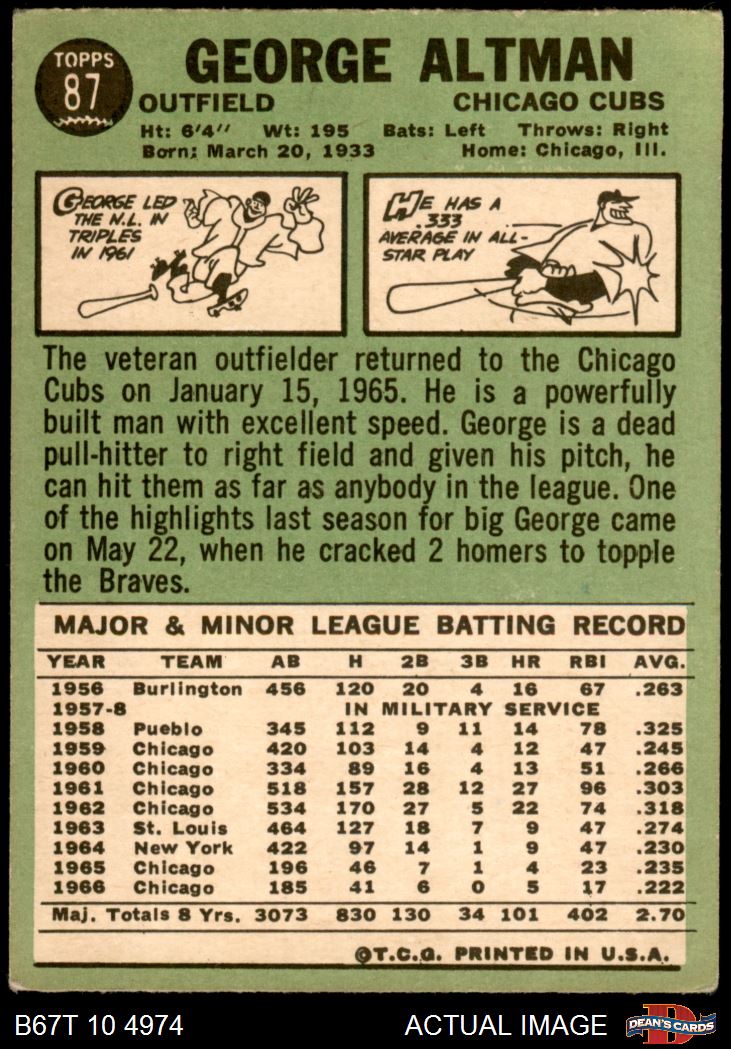 TOPPS
87
GEORGE ALTMAN
OUTFIELD CHICAGO CUBS
Ht: 6'4" Wt: 195 Bats: Left Throws: Right
Born: March 20, 1933 Home: Chicago, Ill.
GEORGE LED
THE N.L. IN
TRIPLES
IN 1961
HE HAS A
.333
AVERAGE IN ALL-
STAR PLAY
The veteran outfielder returned to the Chicago
Cubs on January 15, 1965. He is a powerfully
built man with excellent speed. George is a dead
pull-hitter to right field and given his pitch, he
can hit them as far as anybody in the league. One
of the highlights last season for big George came
on May 22, when he cracked 2 homers to topple
the Braves.
MAJOR & MINOR LEAGUE BATTING RECORD
YEAR TEAM AB H 2B 3B HR RBI AVG.
1956 Burlington 456 120 20 4 16 67 .263
1957-8 IN MILITARY SERVICE
1958 Pueblo 345 112 9 11 14 78 .325
1959 Chicago 420 103 14 4 12 47 .245
1960 Chicago 334 89 16 4 13 51 .266
1961 Chicago 518 157 28 12 27 96 .303
1962 Chicago 534 170 27 5 22 74 .318
1963 St. Louis 464 127 18 7 9 47 .274
1964 New York 422 97 14 1 9 47 .230
1965 Chicago 196 46 7 1 4 23 .235
1966 Chicago 185 41 6 0 5 17 .222
Maj. Totals 8 Yrs. 3073 830 130 34 101 402 2.70
©T.C.G. PRINTED IN U.S.A.
B67T 10 4974 ACTUAL IMAGE
D
DEAN'S CARDS